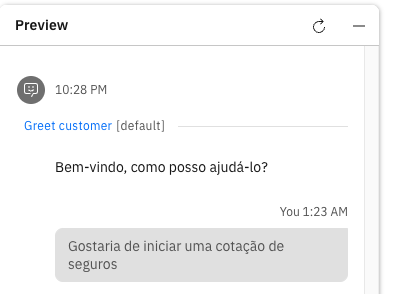 Preview
10:28 PM
Greet customer [default]
Bem-vindo, como posso ajudá-lo?
You 1:23 AM
Gostaria de iniciar uma cotação de
seguros